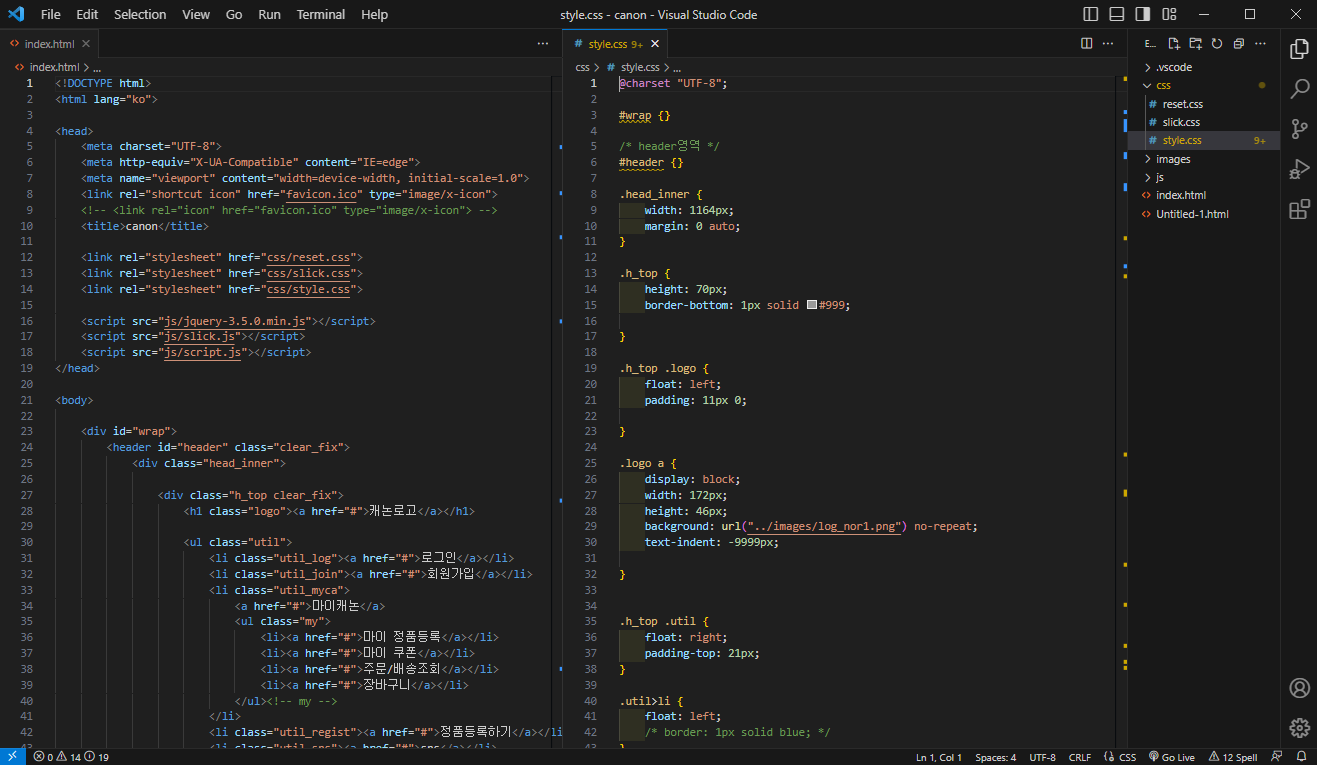 File Edit Selection View Go Run Terminal Help
style.css - canon - Visual Studio Code
index.html
index.html > ...
1 <!DOCTYPE html>
2 <html lang="ko">
3
4 <head>
5 <meta charset="UTF-8">
6 <meta http-equiv="X-UA-Compatible" content="IE=edge">
7 <meta name="viewport" content="width=device-width, initial-scale=1.0">
8 <link rel="shortcut icon" href="favicon.ico" type="image/x-icon">
9 <!-- <link rel="icon" href="favicon.ico" type="image/x-icon"> -->
10 <title>canon</title>
11
12 <link rel="stylesheet" href="css/reset.css">
13 <link rel="stylesheet" href="css/slick.css">
14 <link rel="stylesheet" href="css/style.css">
15
16 <script src="js/jquery-3.5.0.min.js"></script>
17 <script src="js/slick.js"></script>
18 <script src="js/script.js"></script>
19 </head>
20
21 <body>
22
23 <div id="wrap">
24 <header id="header" class="clear_fix">
25 <div class="head_inner">
26
27 <div class="h_top clear_fix">
28 <h1 class="logo"><a href="#">캐논로고</a></h1>
29
30 <ul class="util">
31 <li class="util_log"><a href="#">로그인</a></li>
32 <li class="util_join"><a href="#">회원가입</a></li>
33 <li class="util_myca">
34 <a href="#">마이캐논</a>
35 <ul class="my">
36 <li><a href="#">마이 정품등록</a></li>
37 <li><a href="#">마이 쿠폰</a></li>
38 <li><a href="#">주문/배송조회</a></li>
39 <li><a href="#">장바구니</a></li>
40 </ul><!-- my -->
41 </li>
42 <li class="util_regist"><a href="#">정품등록하기</a></li
style.css 9+
css > # style.css > ...
1 @charset "UTF-8";
2
3 #wrap {}
4
5 /* header영역 */
6 #header {}
7
8 .head_inner {
9 width: 1164px;
10 margin: 0 auto;
11 }
12
13 .h_top {
14 height: 70px;
15 border-bottom: 1px solid #999;
16
17 }
18
19 .h_top .logo {
20 float: left;
21 padding: 11px 0;
22
23 }
24
25 .logo a {
26 display: block;
27 width: 172px;
28 height: 46px;
29 background: url("../images/log_nor1.png") no-repeat;
30 text-indent: -9999px;
31
32 }
33
34
35 .h_top .util {
36 float: right;
37 padding-top: 21px;
38 }
39
40 .util>li {
41 float: left;
42 /* border: 1px solid blue; */
43 }
E...
.vscode
css
# reset.css
# slick.css
# style.css 9+
images
js
index.html
Untitled-1.html
0 14 19
Ln 1, Col 1 Spaces: 4 UTF-8 CRLF CSS Go Live 12 Spell